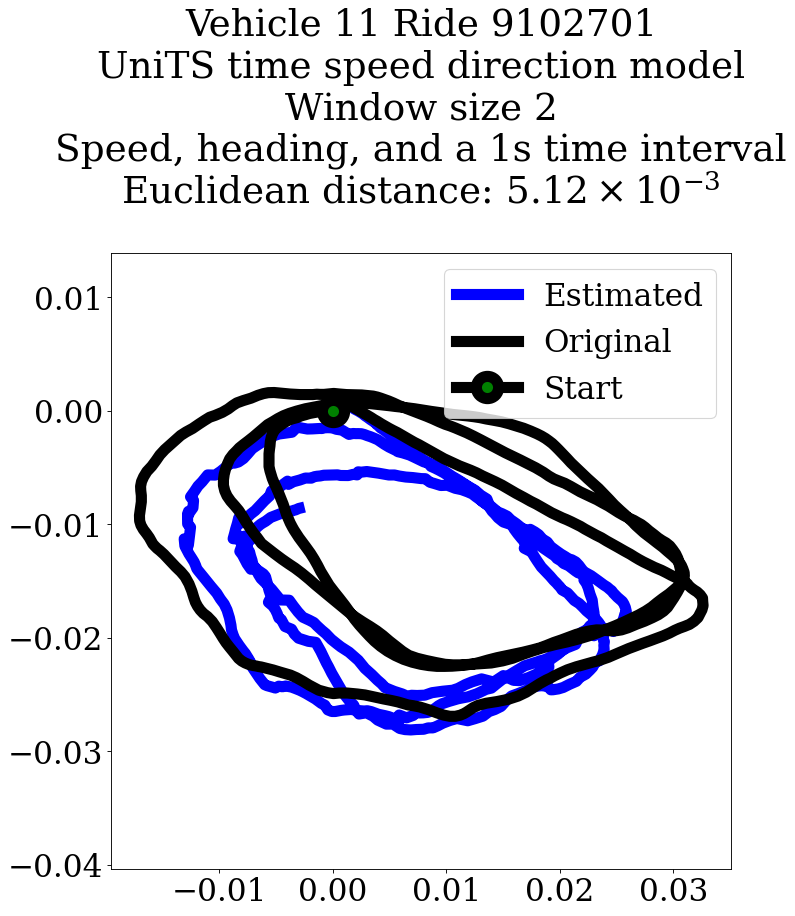 Vehicle 11 Ride 9102701
UniTS time speed direction model
Window size 2
Speed, heading, and a 1s time interval
Euclidean distance: 5.12 × 10⁻³
Estimated
Original
Start
0.01
0.00
−0.01
−0.02
−0.03
−0.04
−0.01 0.00 0.01 0.02 0.03